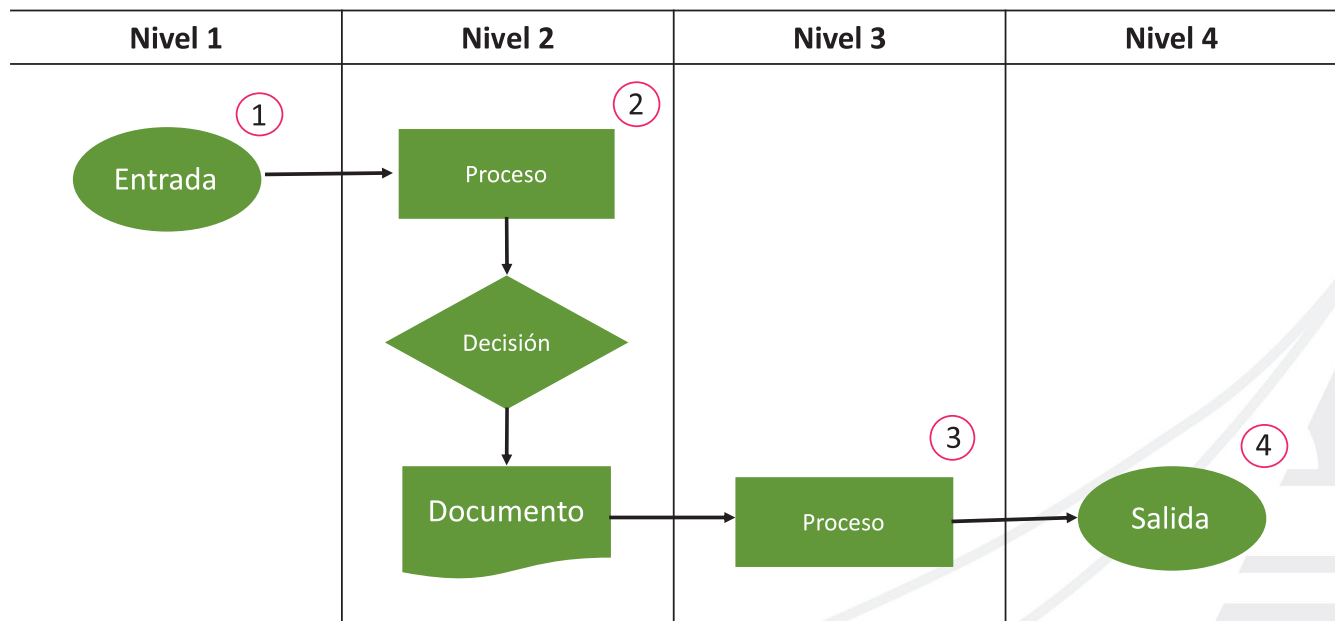 Nivel 1
Nivel 2
Nivel 3
Nivel 4
1
2
Entrada
Proceso
Decisión
3
4
Documento
Proceso
Salida